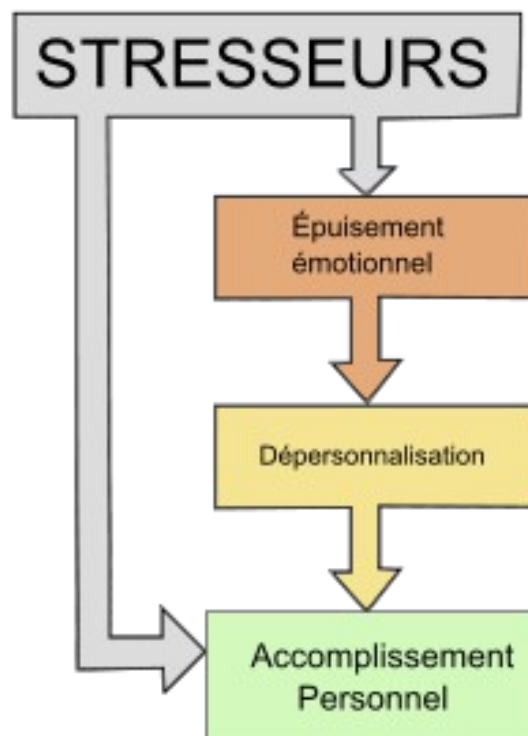 STRESSEURS
Épuisement
émotionnel
Dépersonnalisation
Accomplissement
Personnel